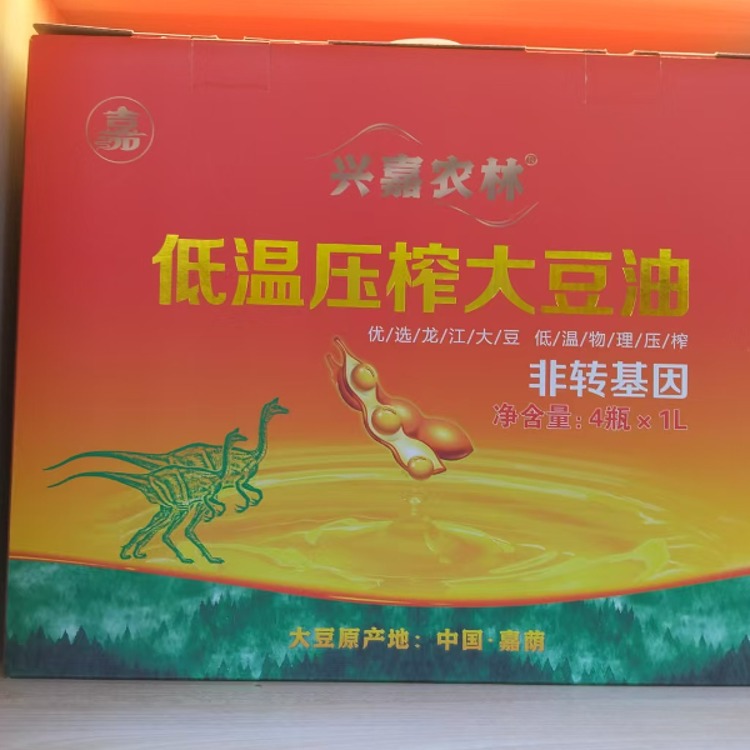 嘉
兴嘉农林®
低温压榨大豆油
优/选/龙/江/大/豆 低/温/物/理/压/榨
非转基因
净含量：4瓶×1L
大豆原产地：中国·嘉荫